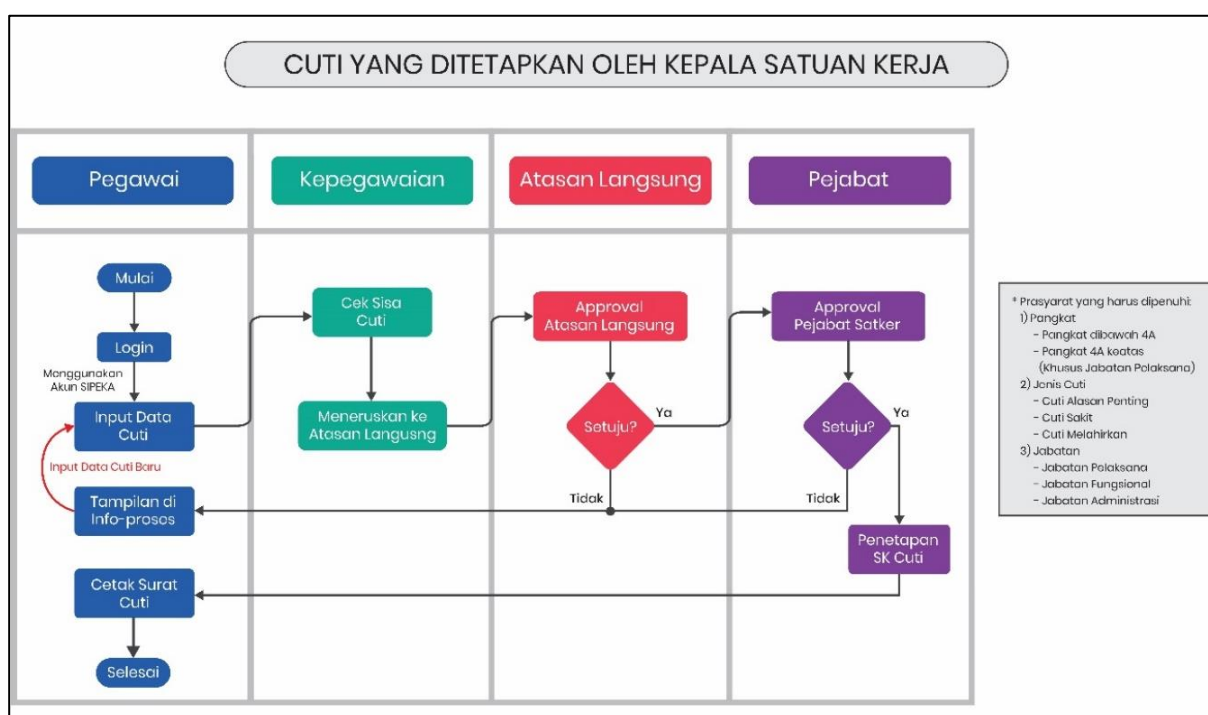 CUTI YANG DITETAPKAN OLEH KEPALA SATUAN KERJA
Pegawai
Kepegawaian
Atasan Langsung
Pejabat
Mulai
Login
Menggunakan
Akun SIPEKA
Input Data
Cuti
Input Data Cuti Baru
Tampilan di
Info-proses
Cetak Surat
Cuti
Selesai
Cek Sisa
Cuti
Meneruskan ke
Atasan Langusng
Approval
Atasan Langsung
Setuju?
Ya
Tidak
Approval
Pejabat Satker
Setuju?
Ya
Tidak
Penetapan
SK Cuti
* Prasyarat yang harus dipenuhi:
1) Pangkat
- Pangkat dibawah 4A
- Pangkat 4A keatas
(Khusus Jabatan Pelaksana)
2) Jenis Cuti
- Cuti Alasan Penting
- Cuti Sakit
- Cuti Melahirkan
3) Jabatan
- Jabatan Pelaksana
- Jabatan Fungsional
- Jabatan Administrasi